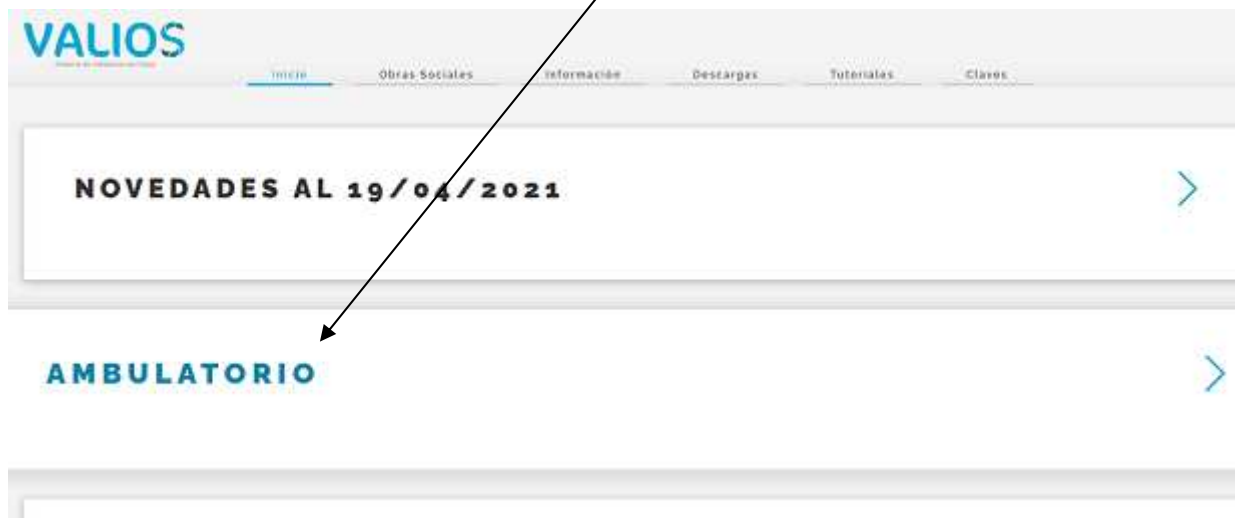 VALIOS
Inicio Obras Sociales Información Descargas Tutoriales Claves
NOVEDADES AL 19/04/2021
AMBULATORIO